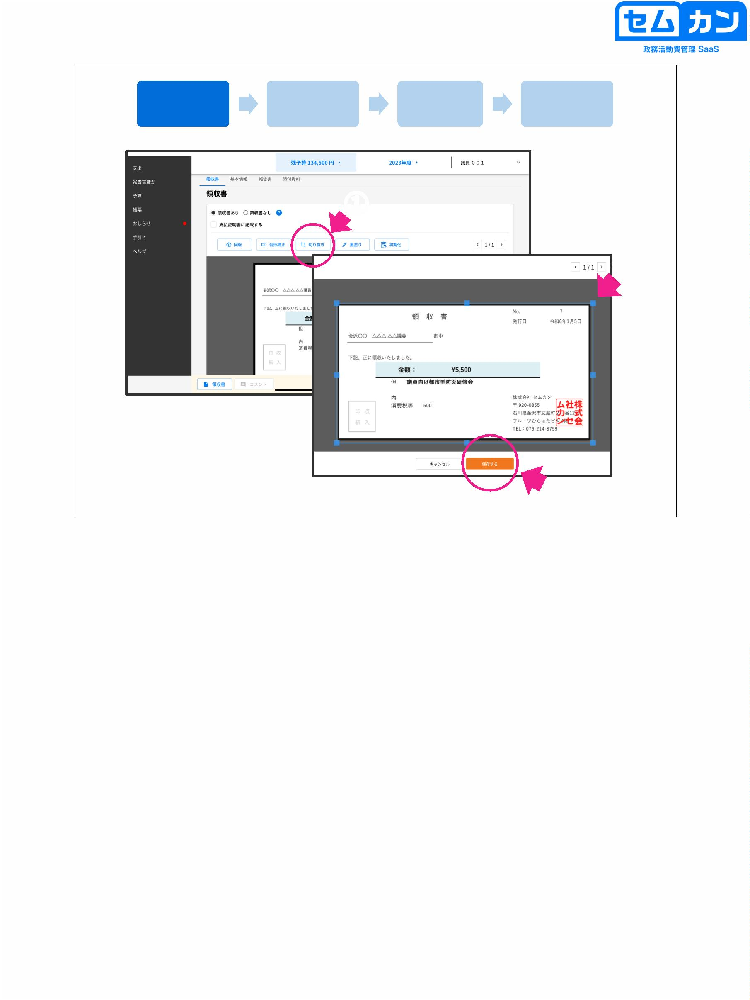 セムカン
政務活動費管理 SaaS
残予算 134,500 円
2023年度
議員 ００１
支出
報告書ほか
予算
帳票
おしらせ
手引き
ヘルプ
領収書 基本情報 報告書 添付資料
領収書
①
領収書あり 領収書なし ?
支払証明書に記載する
回転 台形補正 切り抜き 黒塗り 初期化 1 / 1
会派〇〇 △△△ △△議員
下記、正に領収いたしまし
但
内
消費税
印 収
紙 入
領収書 コメント
1 / 1
領 収 書
No. 7
発行日 令和6年1月5日
会派〇〇 △△△ △△議員 御中
下記、正に領収いたしました。
金額： ¥5,500
但 議員向け都市型防災研修会
内
消費税等 500
印 収
紙 入
株式会社 セムカン
〒 920-0855
石川県金沢市武蔵町 番12
フルーツむらはたビル
TEL：076-214-8759
株式会社セムカン
キャンセル 保存する